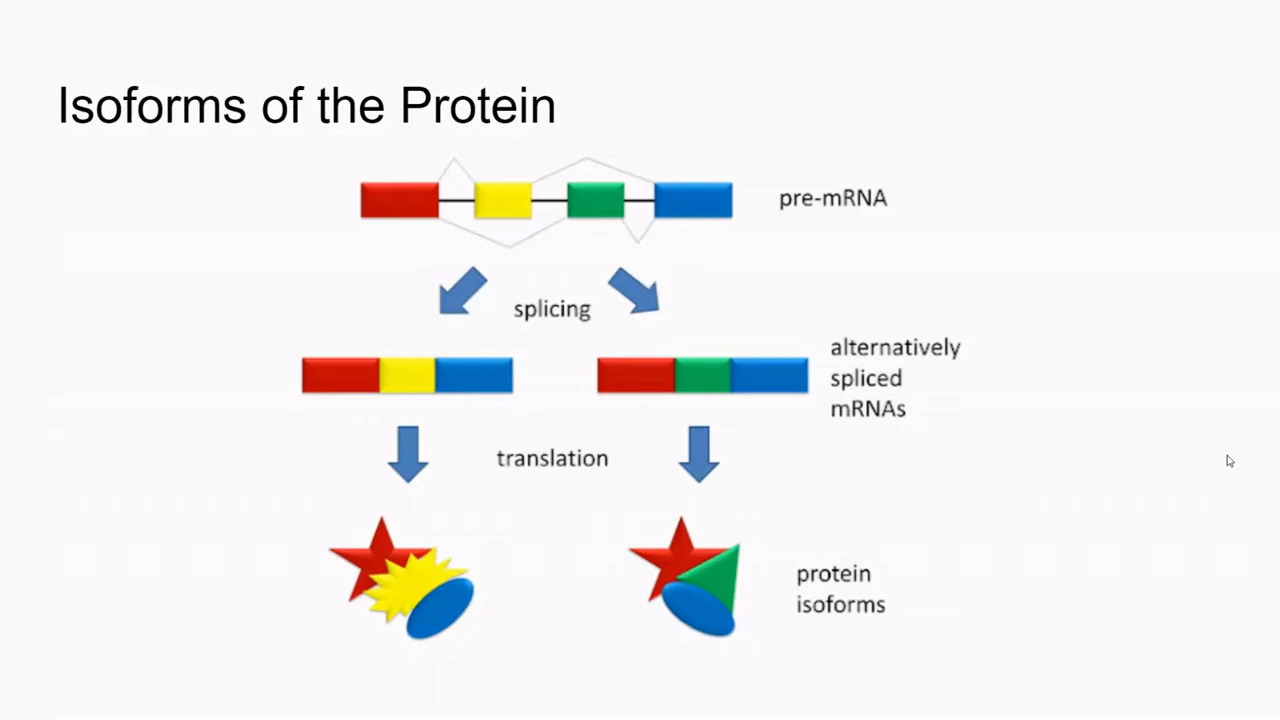 Isoforms of the Protein
pre-mRNA
splicing
alternatively
spliced
mRNAs
translation
protein
isoforms